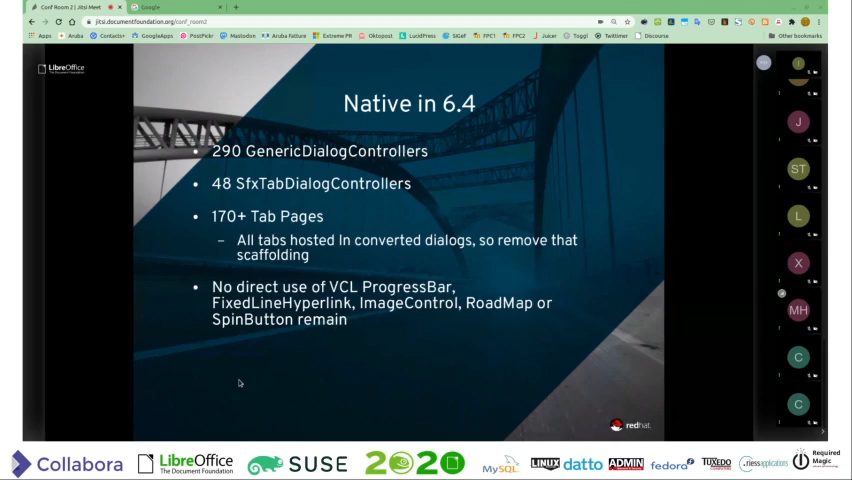 Conf Room 2 | Jitsi Meet
Google
jitsi.documentfoundation.org/conf_room2
Apps
Aruba
Contacts+
GoogleApps
PostFlckr
Mastodon
Aruba Fatture
Extreme PR
Oktopost
LucidPress
SIGef
FPC1
FPC2
Juicer
Toggl
Twittimer
Discourse
Other bookmarks
LibreOffice
The Document Foundation
Native in 6.4
• 290 GenericDialogControllers
• 48 SfxTabDialogControllers
• 170+ Tab Pages
– All tabs hosted In converted dialogs, so remove that
scaffolding
• No direct use of VCL ProgressBar,
FixedLineHyperlink, ImageControl, RoadMap or
SpinButton remain
redhat.
I
J
ST
L
X
MH
C
C
Collabora
LibreOffice
The Document Foundation
SUSE
2020
MySQL
LINUX
datto
ADMIN
fedora
TUXEDO
riessapplications
Required
Magic